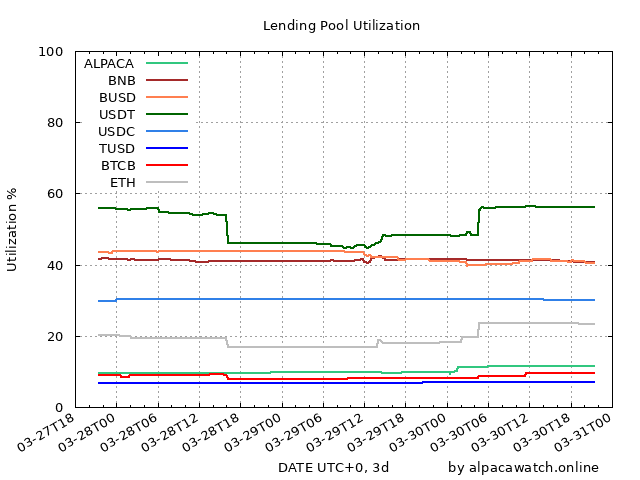 Lending Pool Utilization
Utilization %
100
80
60
40
20
0
ALPACA
BNB
BUSD
USDT
USDC
TUSD
BTCB
ETH
03-27T18
03-28T00
03-28T06
03-28T12
03-28T18
03-29T00
03-29T06
03-29T12
03-29T18
03-30T00
03-30T06
03-30T12
03-30T18
03-31T00
DATE UTC+0, 3d
by alpacawatch.online